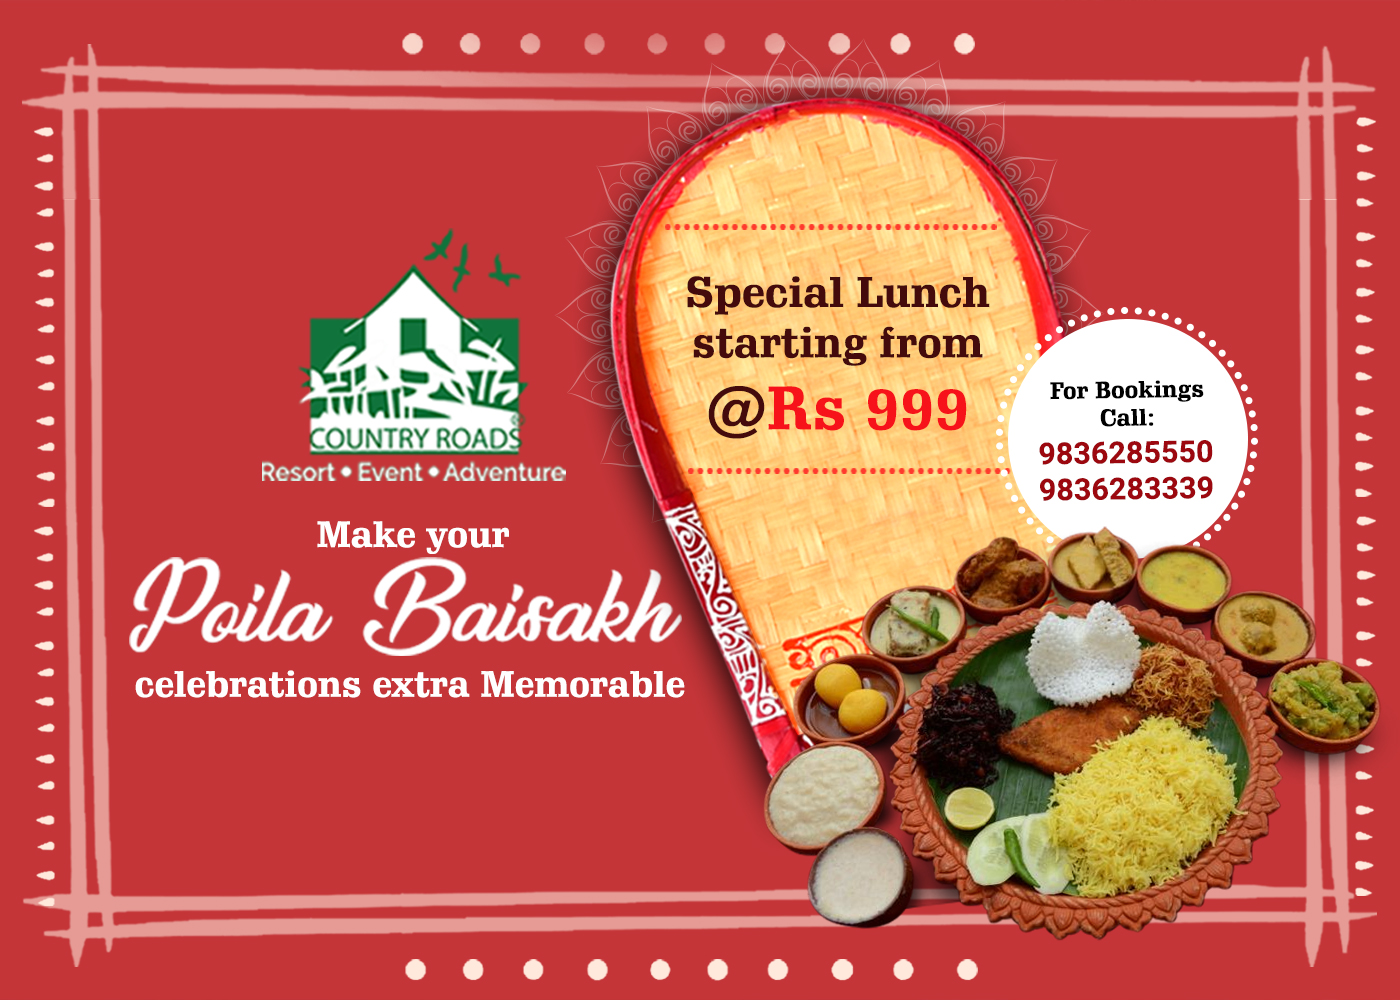 COUNTRY ROADS®
Resort • Event • Adventure
Make your
Poila Baisakh
celebrations extra Memorable
Special Lunch
starting from
@Rs 999
For Bookings
Call:
9836285550
9836283339